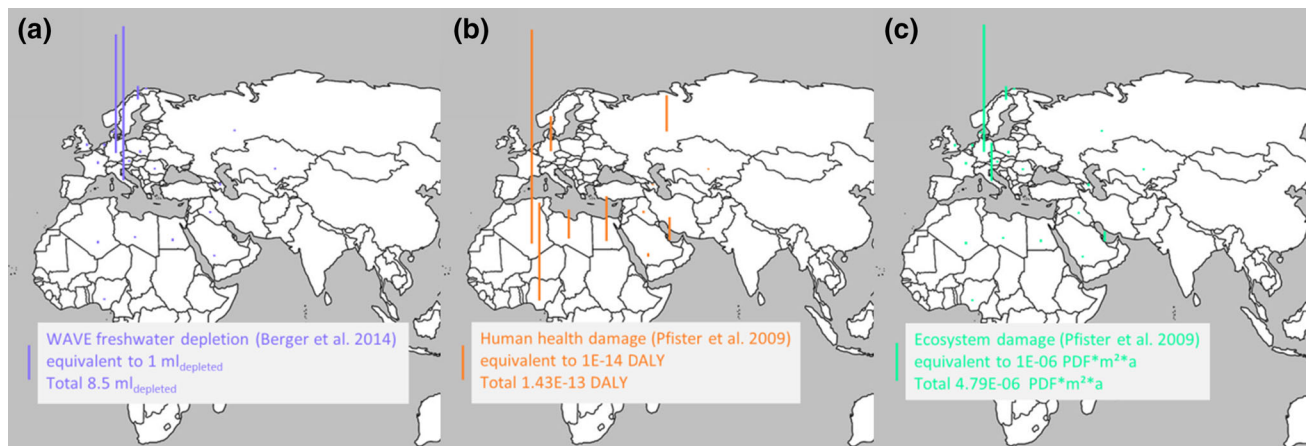 (a)
WAVE freshwater depletion (Berger et al. 2014)
equivalent to 1 ml_depleted
Total 8.5 ml_depleted
(b)
Human health damage (Pfister et al. 2009)
equivalent to 1E-14 DALY
Total 1.43E-13 DALY
(c)
Ecosystem damage (Pfister et al. 2009)
equivalent to 1E-06 PDF*m²*a
Total 4.79E-06 PDF*m²*a